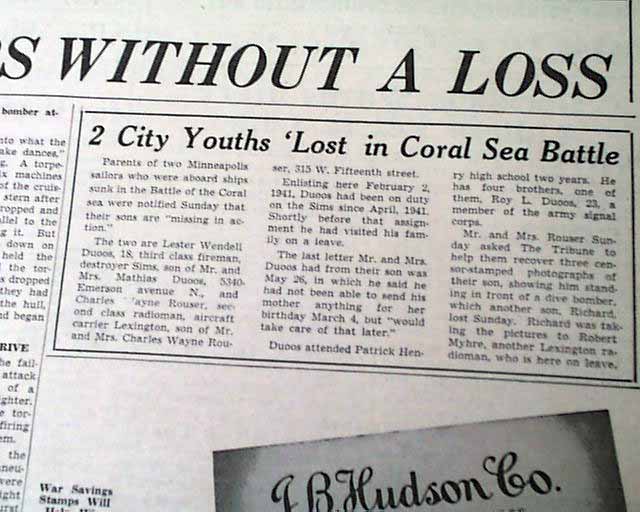 S WITHOUT A LOSS
bomber at-
nto what the
ake dances,"
g. A torpe-
ix machines
of the cruis-
stern after
ropped and
allel to the
g it. But
down on
held the
the tor-
s dropped
they had
the hull
nd began
RIVE
he fail-
attack
of a
ghter.
e tor-
firing
em.
the
neu-
were
ight
hurst
2 City Youths 'Lost in Coral Sea Battle
Parents of two Minneapolis
sailors who were aboard ships
sunk in the Battle of the Coral
sea were notified Sunday that
their sons are "missing in ac-
tion."
The two are Lester Wendell
Duoos, 18, third class fireman,
destroyer Sims, son of Mr. and
Mrs. Mathias Duoos, 5340
Emerson avenue N., and
Charles Wayne Rouser, sec-
ond class radioman, aircraft
carrier Lexington, son of Mr.
and Mrs. Charles Wayne Rou-
ser, 315 W. Fifteenth street.
Enlisting here February 2,
1941, Duoos had been on duty
on the Sims since April, 1941.
Shortly before that assign-
ment he had visited his fam-
ily on a leave.
The last letter Mr. and Mrs.
Duoos had from their son was
May 26, in which he said he
had not been able to send his
mother anything for her
birthday March 4, but "would
take care of that later."
Duoos attended Patrick Hen-
ry high school two years. He
has four brothers, one of
them, Roy L. Duoos, 23, a
member of the army signal
corps.
Mr. and Mrs. Rouser Sun-
day asked The Tribune to
help them recover three cen-
sor-stamped photographs of
their son, showing him stand-
ing in front of a dive bomber,
which another son, Richard,
lost Sunday. Richard was tak-
ing the pictures to Robert
Myhre, another Lexington ra-
dioman, who is here on leave.
War Savings
Stamps Will
J.B. Hudson Co.